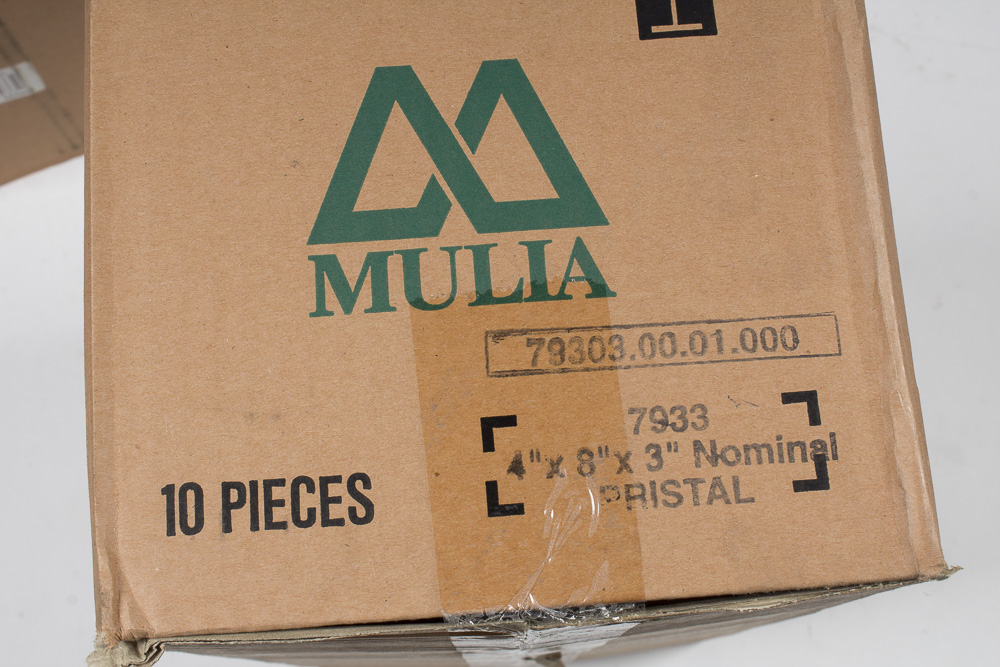 MULIA
79303.00.01.000
7933
4" x 8" x 3" Nominal
PRISTAL
10 PIECES